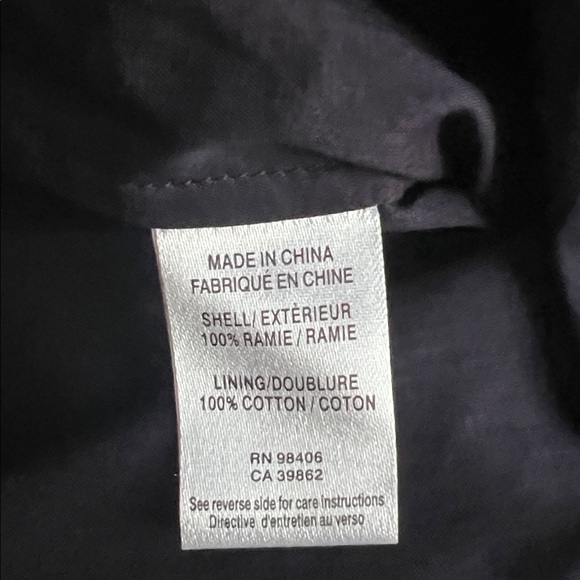 MADE IN CHINA
FABRIQUÉ EN CHINE
SHELL/EXTÈRIEUR
100% RAMIE / RAMIE
LINING/DOUBLURE
100% COTTON / COTON
RN 98406
CA 39862
See reverse side for care instructions
Directive d'entretien au verso